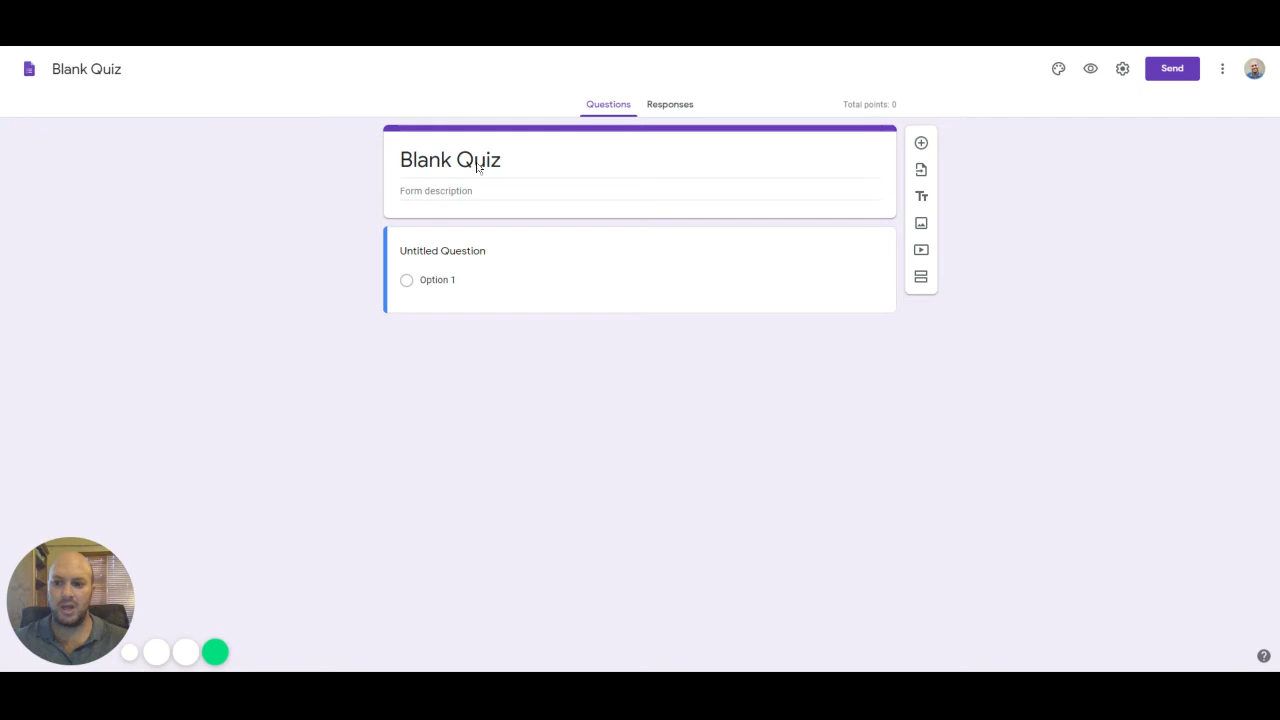 Blank Quiz
Send
Questions
Responses
Total points: 0
Blank Quiz
Form description
Untitled Question
Option 1